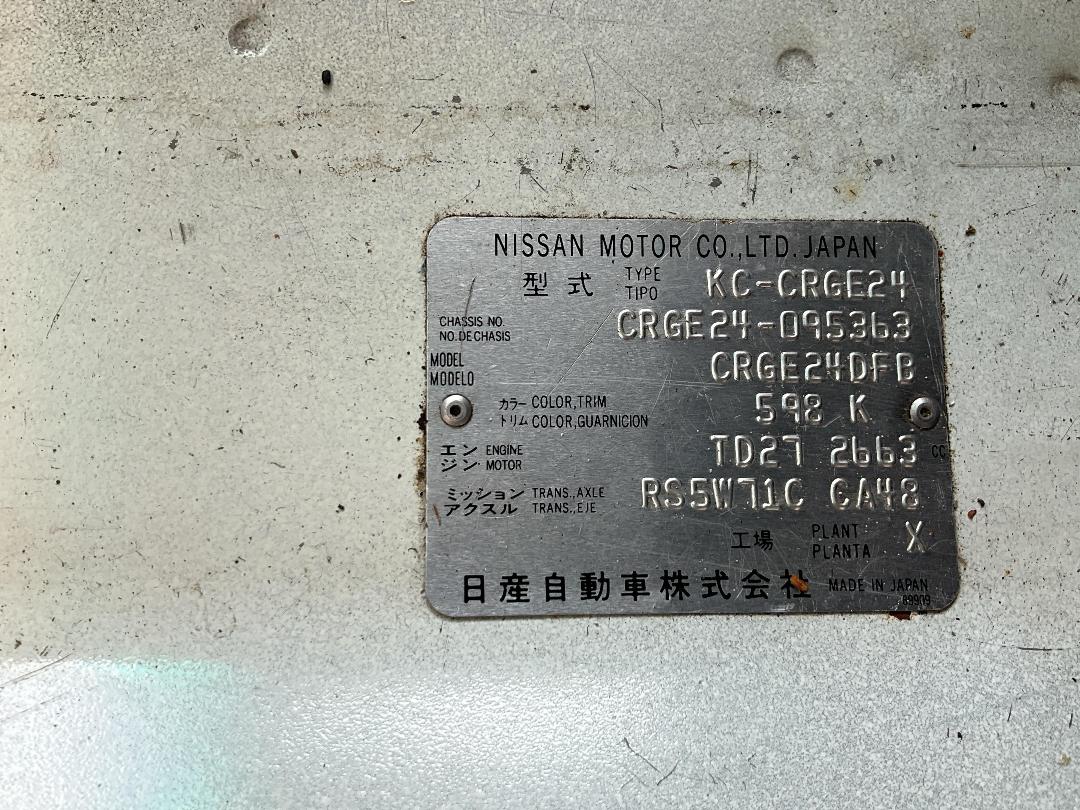 NISSAN MOTOR CO.,LTD. JAPAN
型式 TYPE TIPO KC-CRGE24
CHASSIS NO. NO. DE CHASIS CRGE24-095363
MODEL MODELO CRGE24DFB
カラー COLOR,TRIM トリム COLOR,GUARNICION 598 K
エンジン ENGINE MOTOR TD27 2663 CC
ミッション TRANS.,AXLE アクスル TRANS.,EJE RS5W71C CA48
工場 PLANT PLANTA X
日産自動車株式会社 MADE IN JAPAN